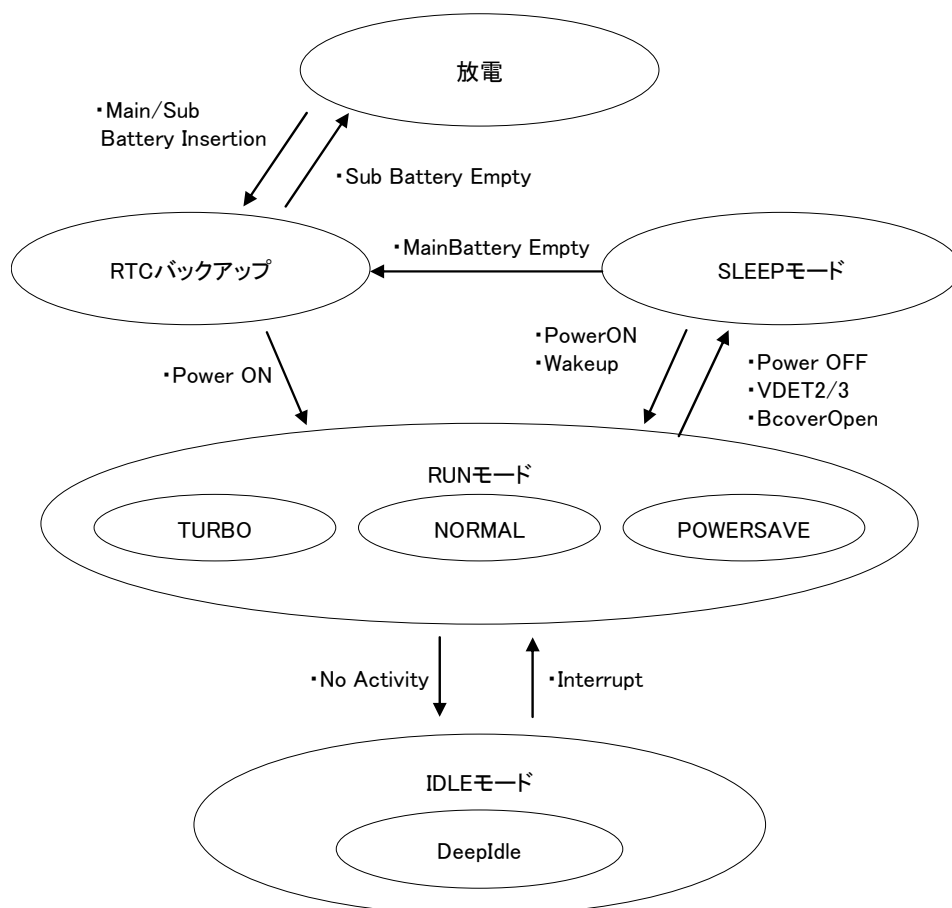 放電
・Main/Sub
Battery Insertion
・Sub Battery Empty
RTCバックアップ
・MainBattery Empty
SLEEPモード
・Power ON
・PowerON
・Wakeup
・Power OFF
・VDET2/3
・BcoverOpen
RUNモード
TURBO
NORMAL
POWERSAVE
・No Activity
・Interrupt
IDLEモード
DeepIdle